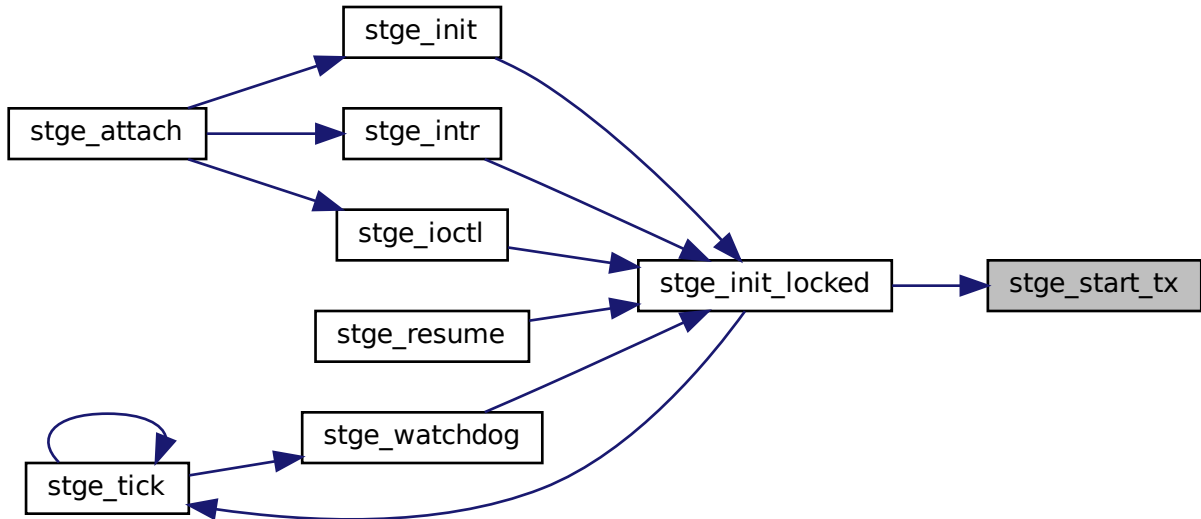 stge_init
stge_attach
stge_intr
stge_ioctl
stge_init_locked
stge_start_tx
stge_resume
stge_watchdog
stge_tick